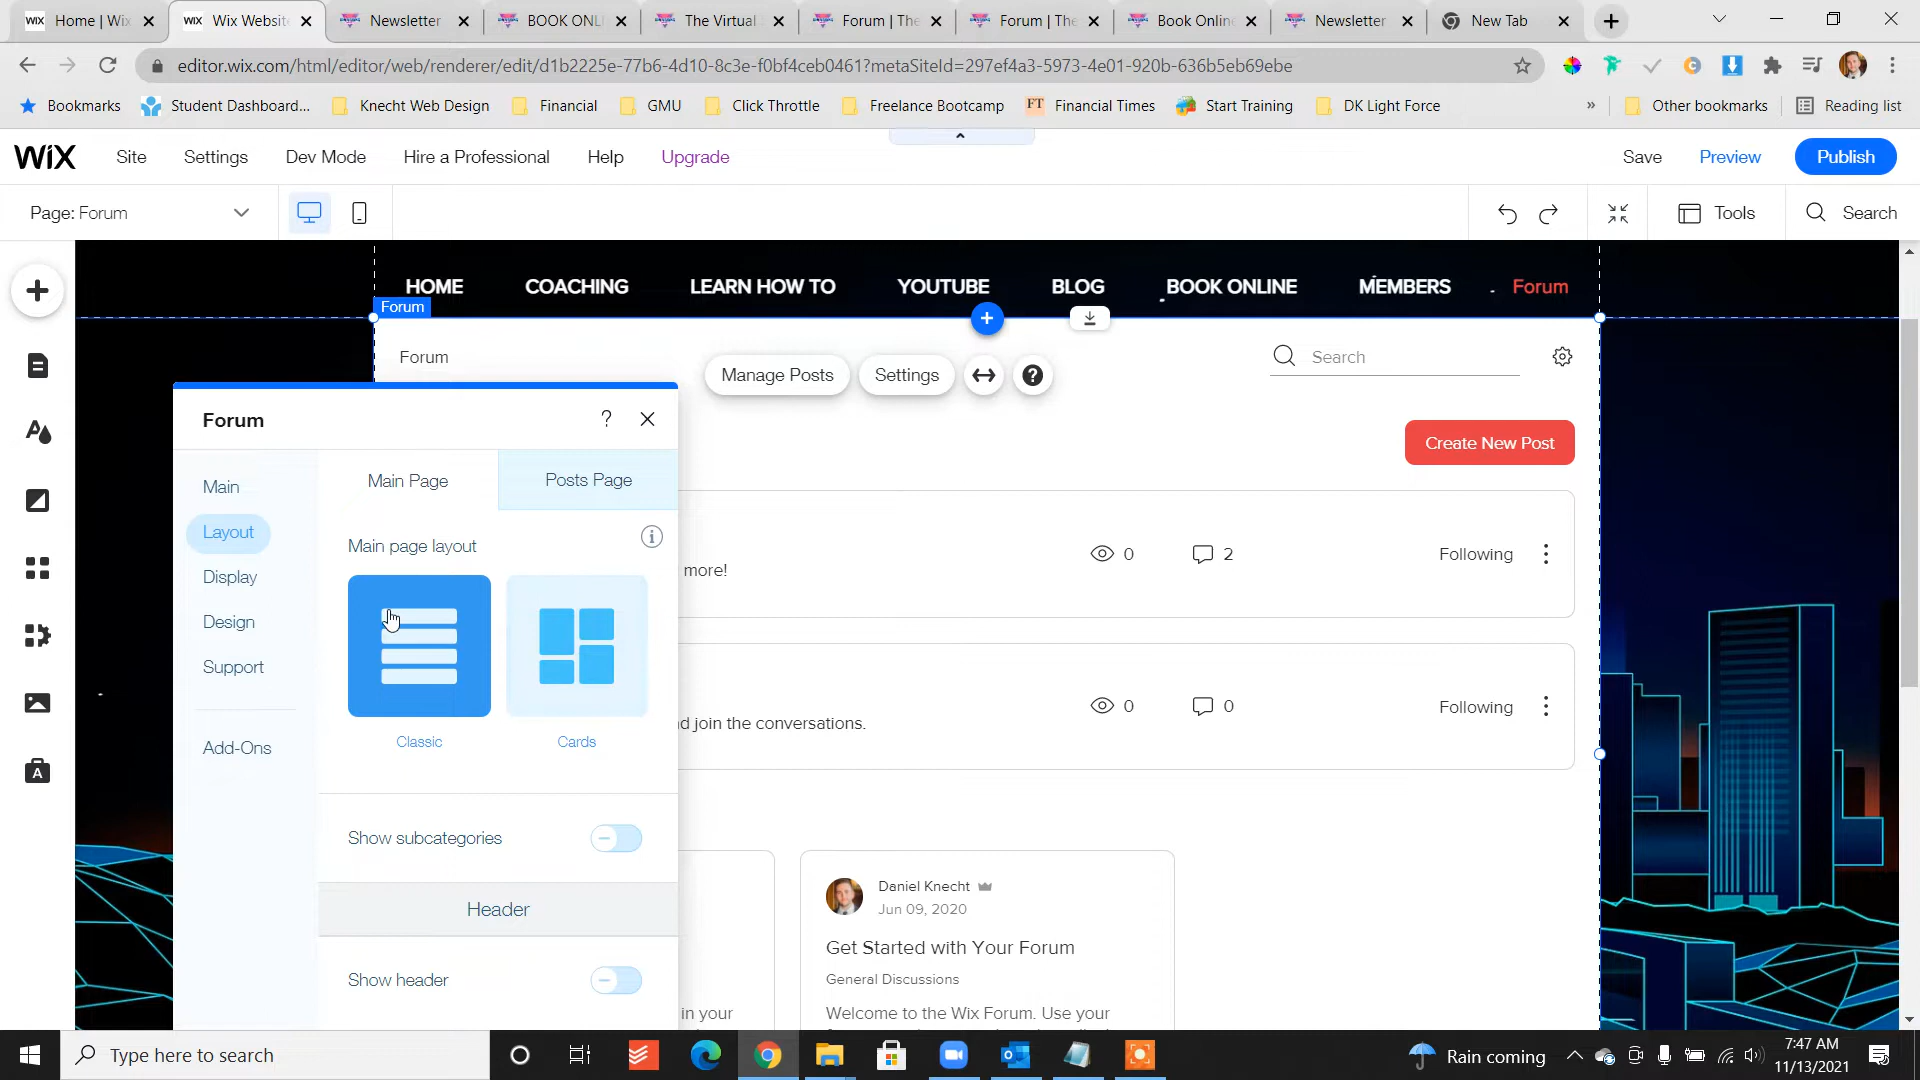 Home | Wix
Wix Website
Newsletter
BOOK ONLI
The Virtual
Forum | The
Forum | The
Book Online
Newsletter
New Tab
editor.wix.com/html/editor/web/renderer/edit/d1b2225e-77b6-4d10-8c3e-f0bf4ceb0461?metaSiteId=297ef4a3-5973-4e01-920b-636b5eb69ebe
Bookmarks
Student Dashboard...
Knecht Web Design
Financial
GMU
Click Throttle
Freelance Bootcamp
FT Financial Times
Start Training
DK Light Force
»
Other bookmarks
Reading list
WiX
Site
Settings
Dev Mode
Hire a Professional
Help
Upgrade
Save
Preview
Publish
Page: Forum
Tools
Search
HOME
COACHING
LEARN HOW TO
YOUTUBE
BLOG
BOOK ONLINE
MEMBERS
Forum
Forum
Forum
Manage Posts
Settings
Search
Create New Post
Forum
Main
Layout
Display
Design
Support
Add-Ons
Main Page
Posts Page
Main page layout
Classic
Cards
Show subcategories
Header
Show header
more!
0
2
Following
d join the conversations.
0
0
Following
Daniel Knecht
Jun 09, 2020
Get Started with Your Forum
General Discussions
in your
Welcome to the Wix Forum. Use your
Type here to search
Rain coming
7:47 AM
11/13/2021